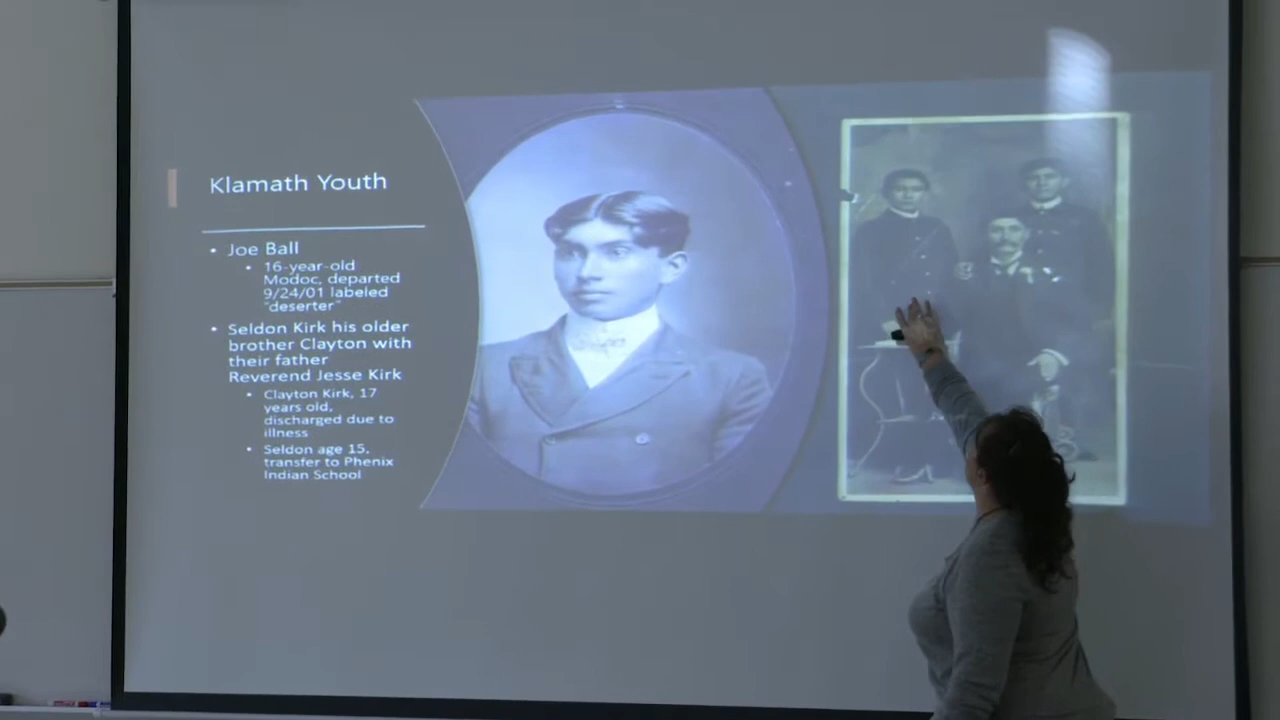 Klamath Youth
• Joe Ball
• 16-year-old
Modoc, departed
9/24/01 labeled
"deserter"
• Seldon Kirk his older
brother Clayton with
their father
Reverend Jesse Kirk
• Clayton Kirk, 17
years old,
discharged due to
illness
• Seldon age 15,
transfer to Phenix
Indian School